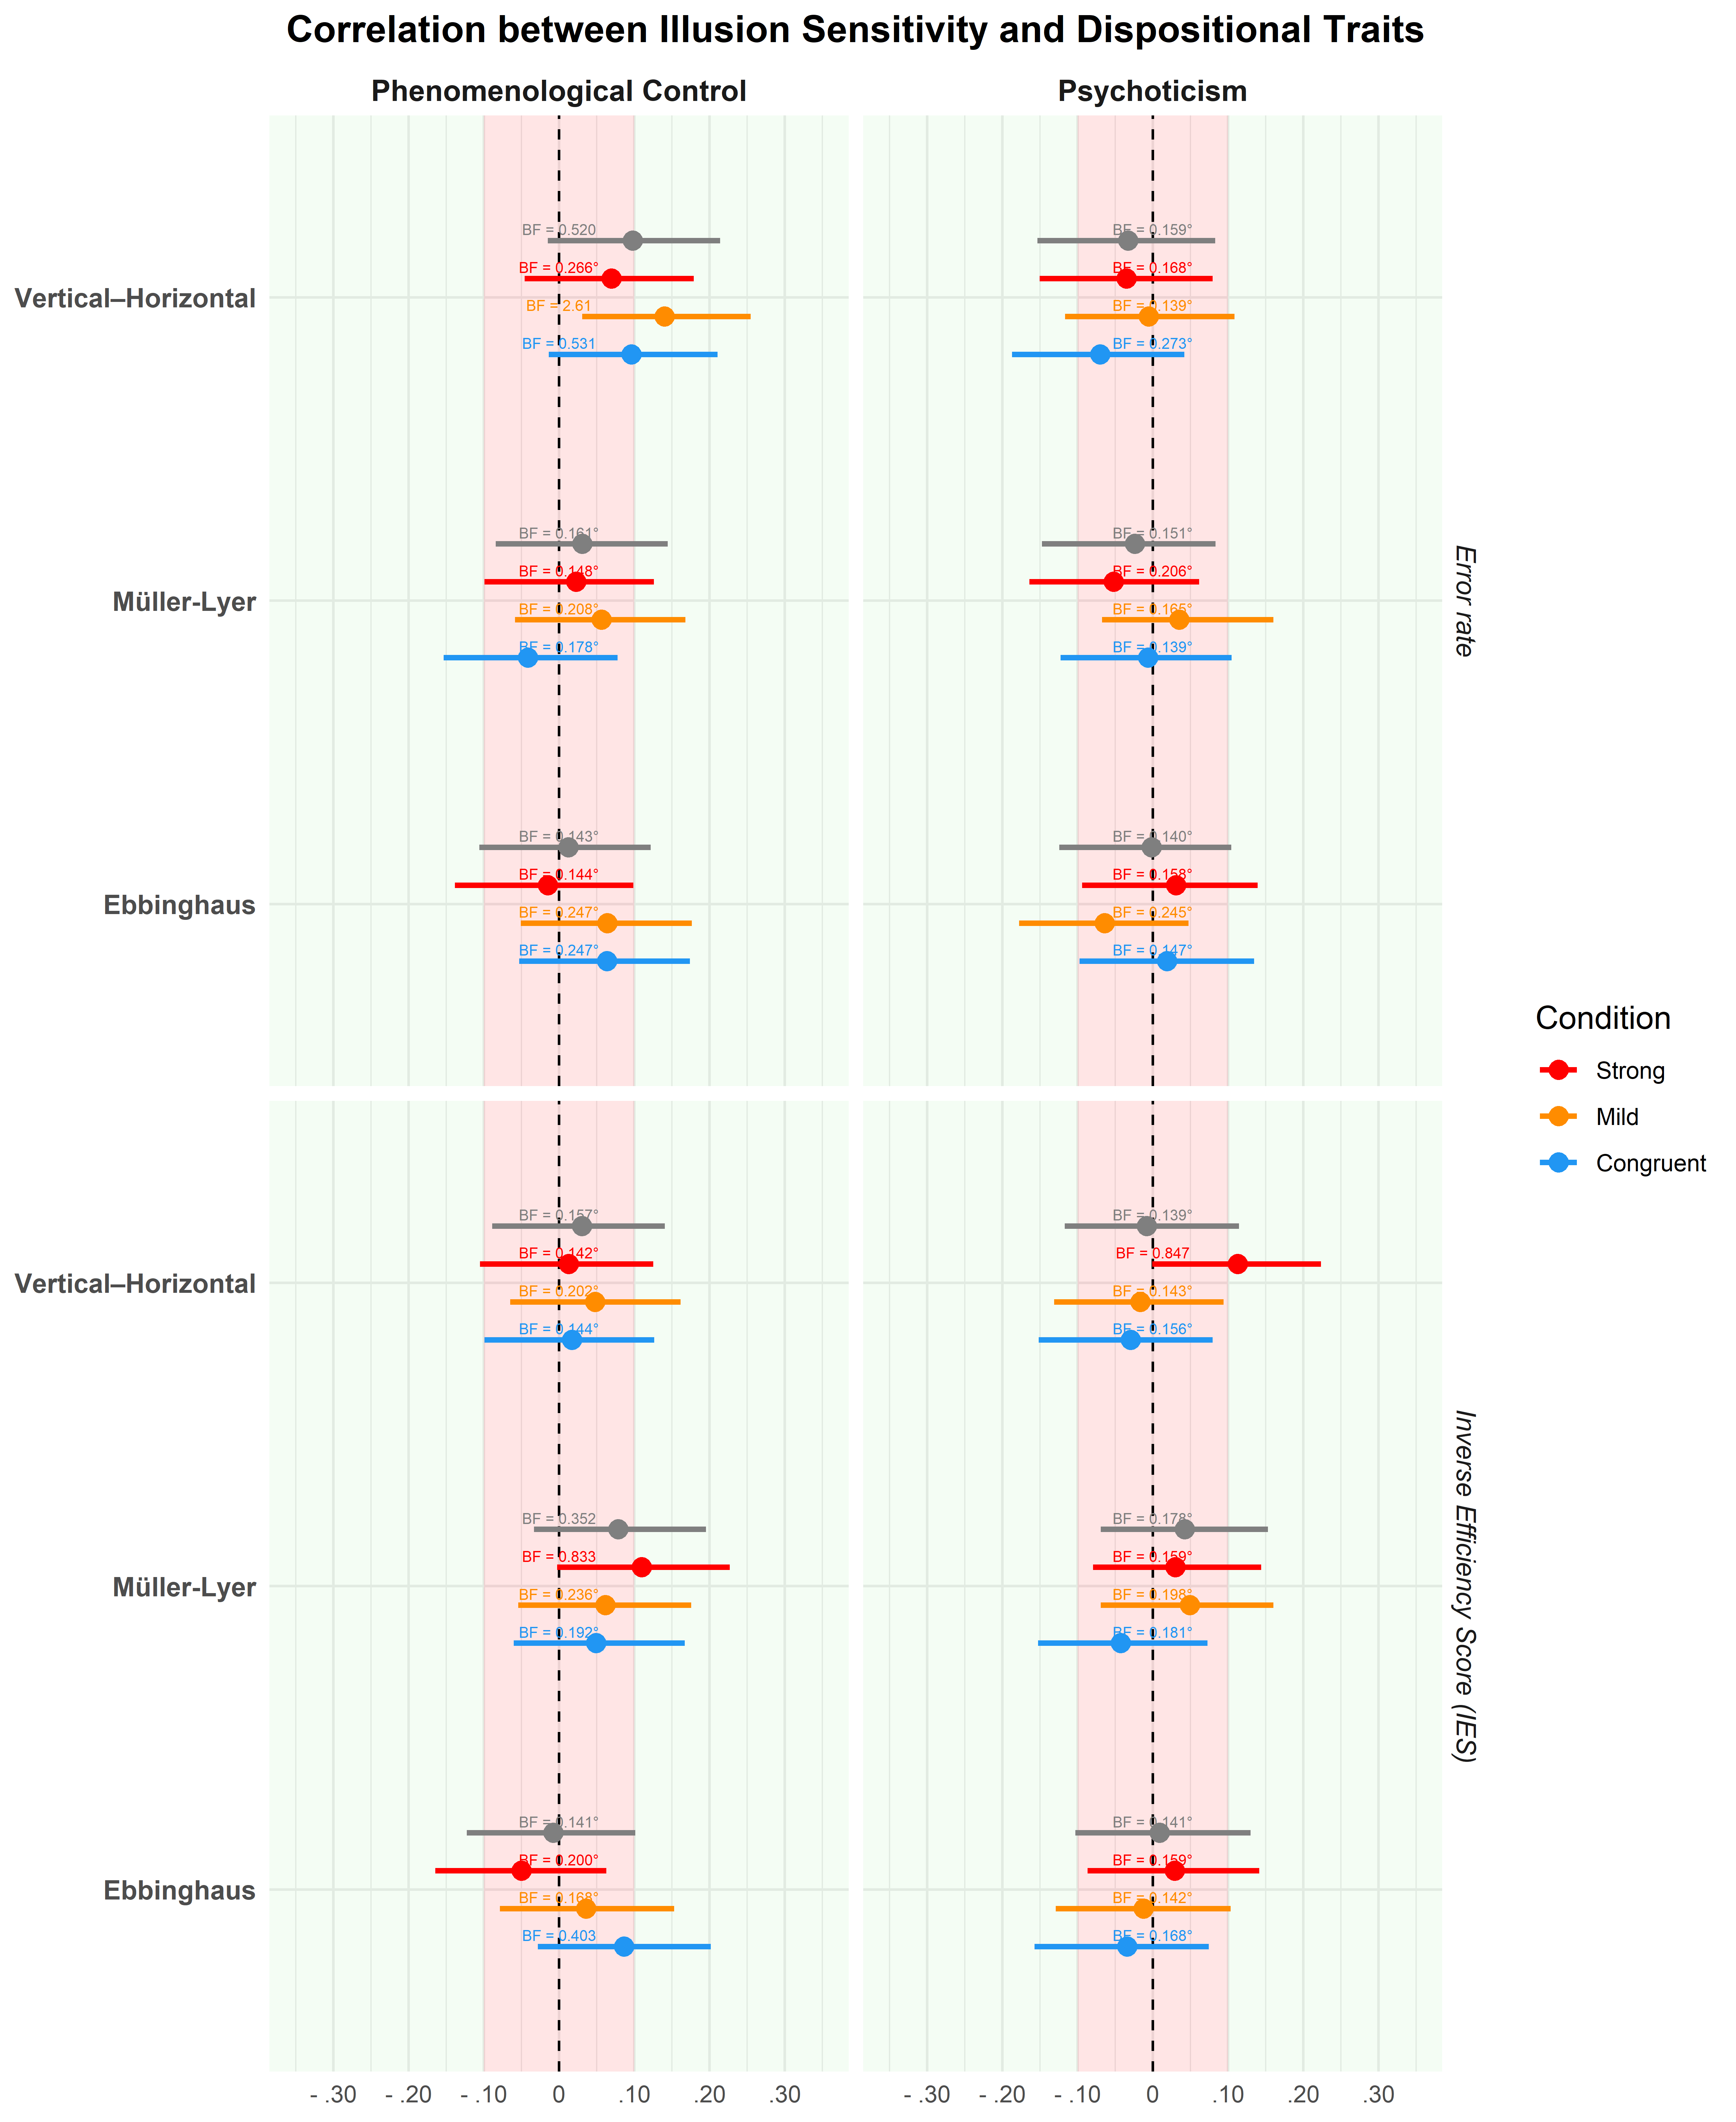 Correlation between Illusion Sensitivity and Dispositional Traits
Phenomenological Control
Psychoticism
Vertical–Horizontal
BF = 0.520
BF = 0.266°
BF = 2.61
BF = 0.531
BF = 0.159°
BF = 0.168°
BF = 0.139°
BF = 0.273°
Müller-Lyer
BF = 0.161°
BF = 0.148°
BF = 0.208°
BF = 0.178°
BF = 0.151°
BF = 0.206°
BF = 0.165°
BF = 0.139°
Error rate
Ebbinghaus
BF = 0.143°
BF = 0.144°
BF = 0.247°
BF = 0.247°
BF = 0.140°
BF = 0.158°
BF = 0.245°
BF = 0.147°
Condition
Strong
Mild
Congruent
Vertical–Horizontal
BF = 0.157°
BF = 0.142°
BF = 0.202°
BF = 0.144°
BF = 0.139°
BF = 0.847
BF = 0.143°
BF = 0.156°
Müller-Lyer
BF = 0.352
BF = 0.833
BF = 0.236°
BF = 0.192°
BF = 0.178°
BF = 0.159°
BF = 0.198°
BF = 0.181°
Inverse Efficiency Score (IES)
Ebbinghaus
BF = 0.141°
BF = 0.200°
BF = 0.168°
BF = 0.403
BF = 0.141°
BF = 0.159°
BF = 0.142°
BF = 0.168°
- .30 - .20 - .10 0 .10 .20 .30
- .30 - .20 - .10 0 .10 .20 .30